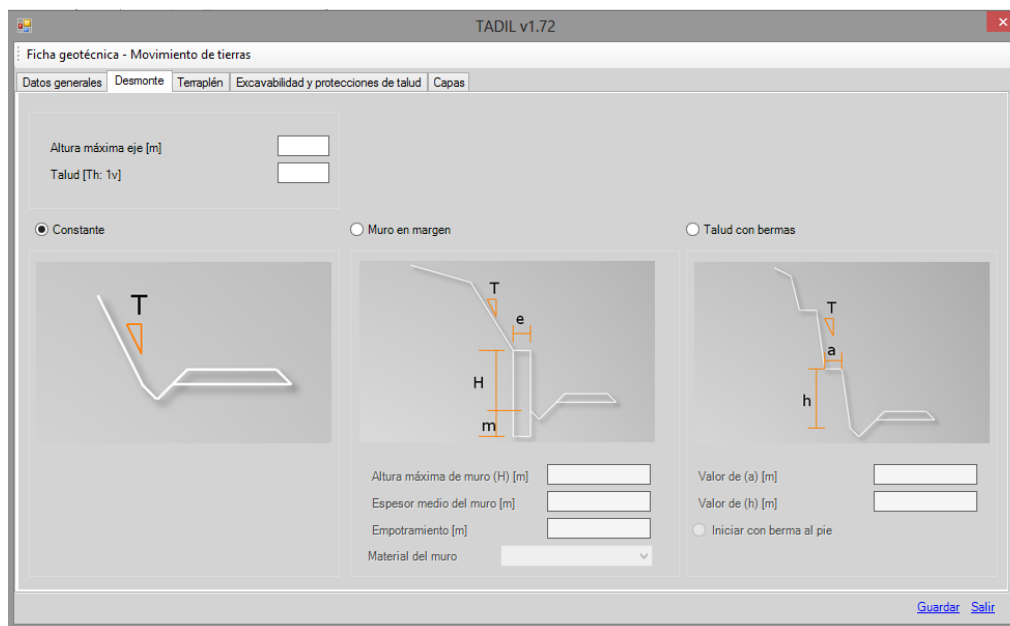 TADIL v1.72
Ficha geotécnica - Movimiento de tierras
Datos generales Desmonte Terraplén Excavabilidad y protecciones de talud Capas
Altura máxima eje [m]
Talud [Th: 1v]
Constante
T
Muro en margen
T
e
H
m
Altura máxima de muro (H) [m]
Espesor medio del muro [m]
Empotramiento [m]
Material del muro
Talud con bermas
T
a
h
Valor de (a) [m]
Valor de (h) [m]
Iniciar con berma al pie
Guardar Salir